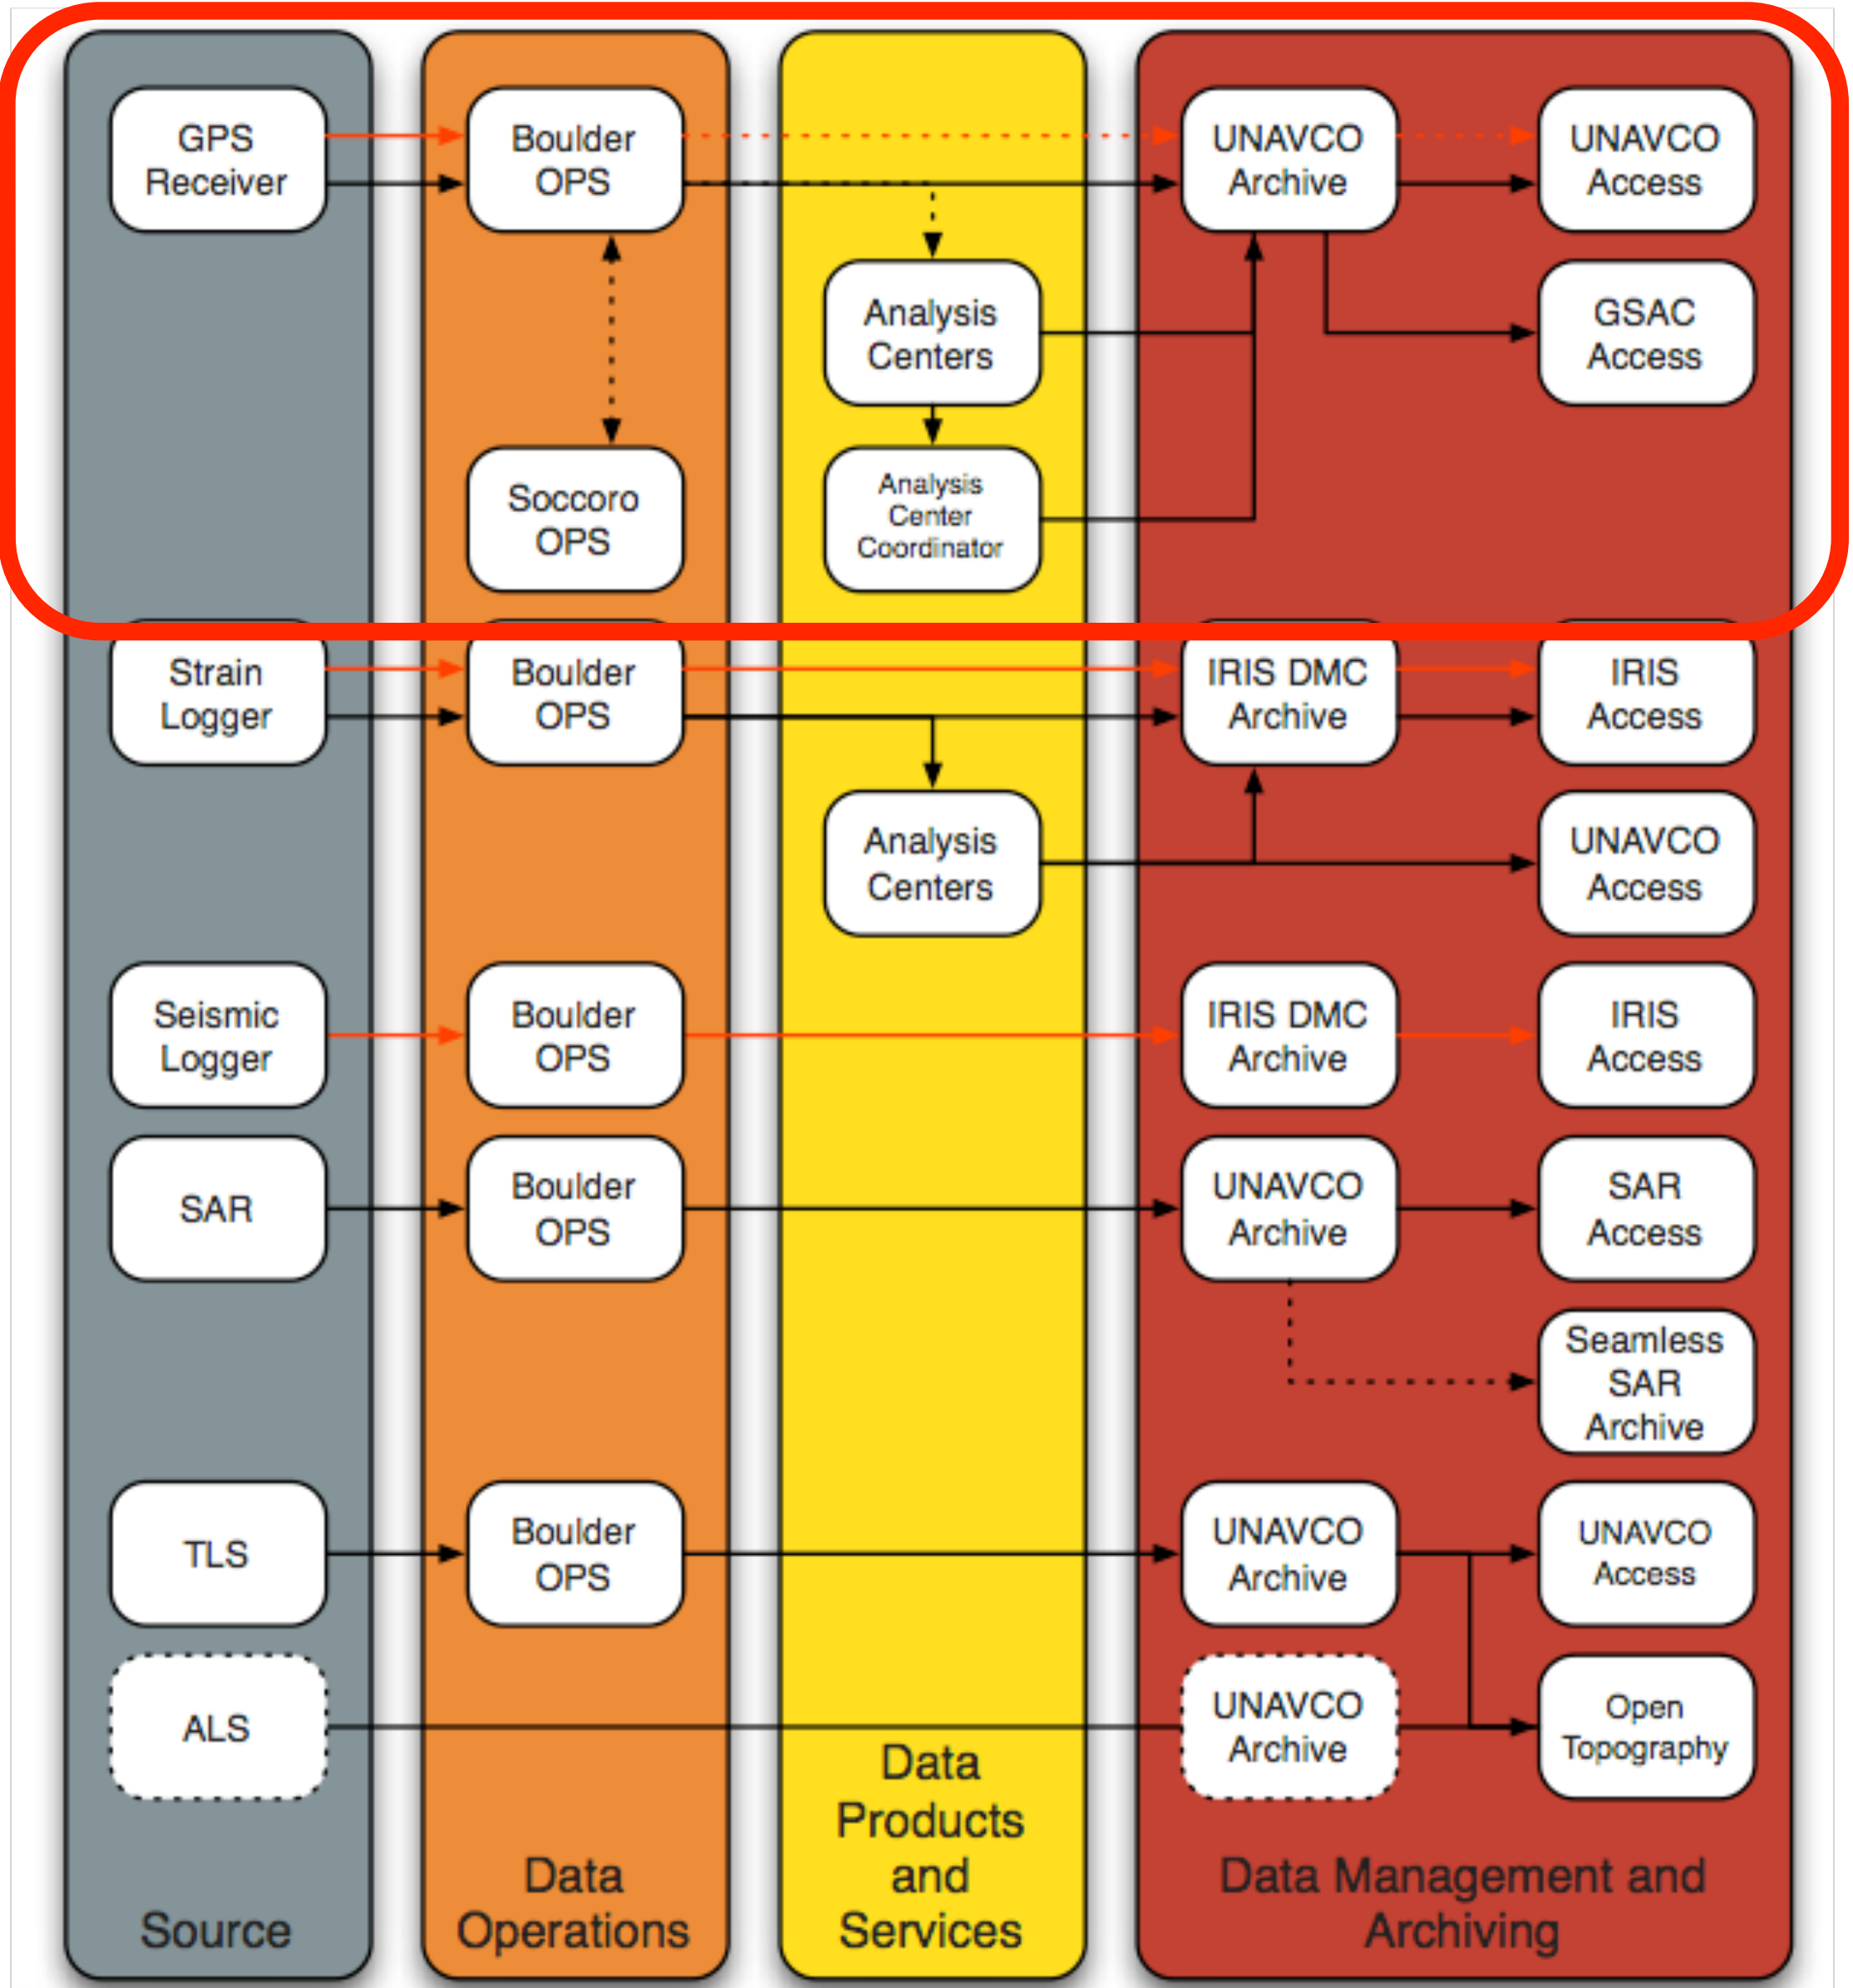 GPS
Receiver
Boulder
OPS
UNAVCO
Archive
UNAVCO
Access
Analysis
Centers
GSAC
Access
Soccoro
OPS
Analysis
Center
Coordinator
Strain
Logger
Boulder
OPS
IRIS DMC
Archive
IRIS
Access
Analysis
Centers
UNAVCO
Access
Seismic
Logger
Boulder
OPS
IRIS DMC
Archive
IRIS
Access
SAR
Boulder
OPS
UNAVCO
Archive
SAR
Access
Seamless
SAR
Archive
TLS
Boulder
OPS
UNAVCO
Archive
UNAVCO
Access
ALS
UNAVCO
Archive
Open
Topography
Source
Data
Operations
Data
Products
and
Services
Data Management and
Archiving